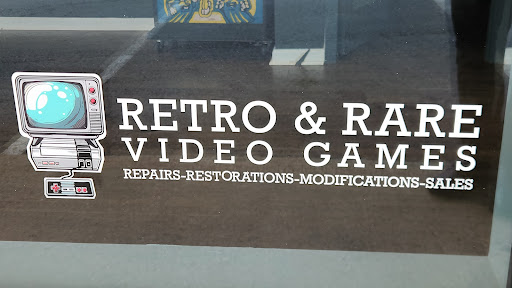 RETRO & RARE
VIDEO GAMES
REPAIRS-RESTORATIONS-MODIFICATIONS-SALES